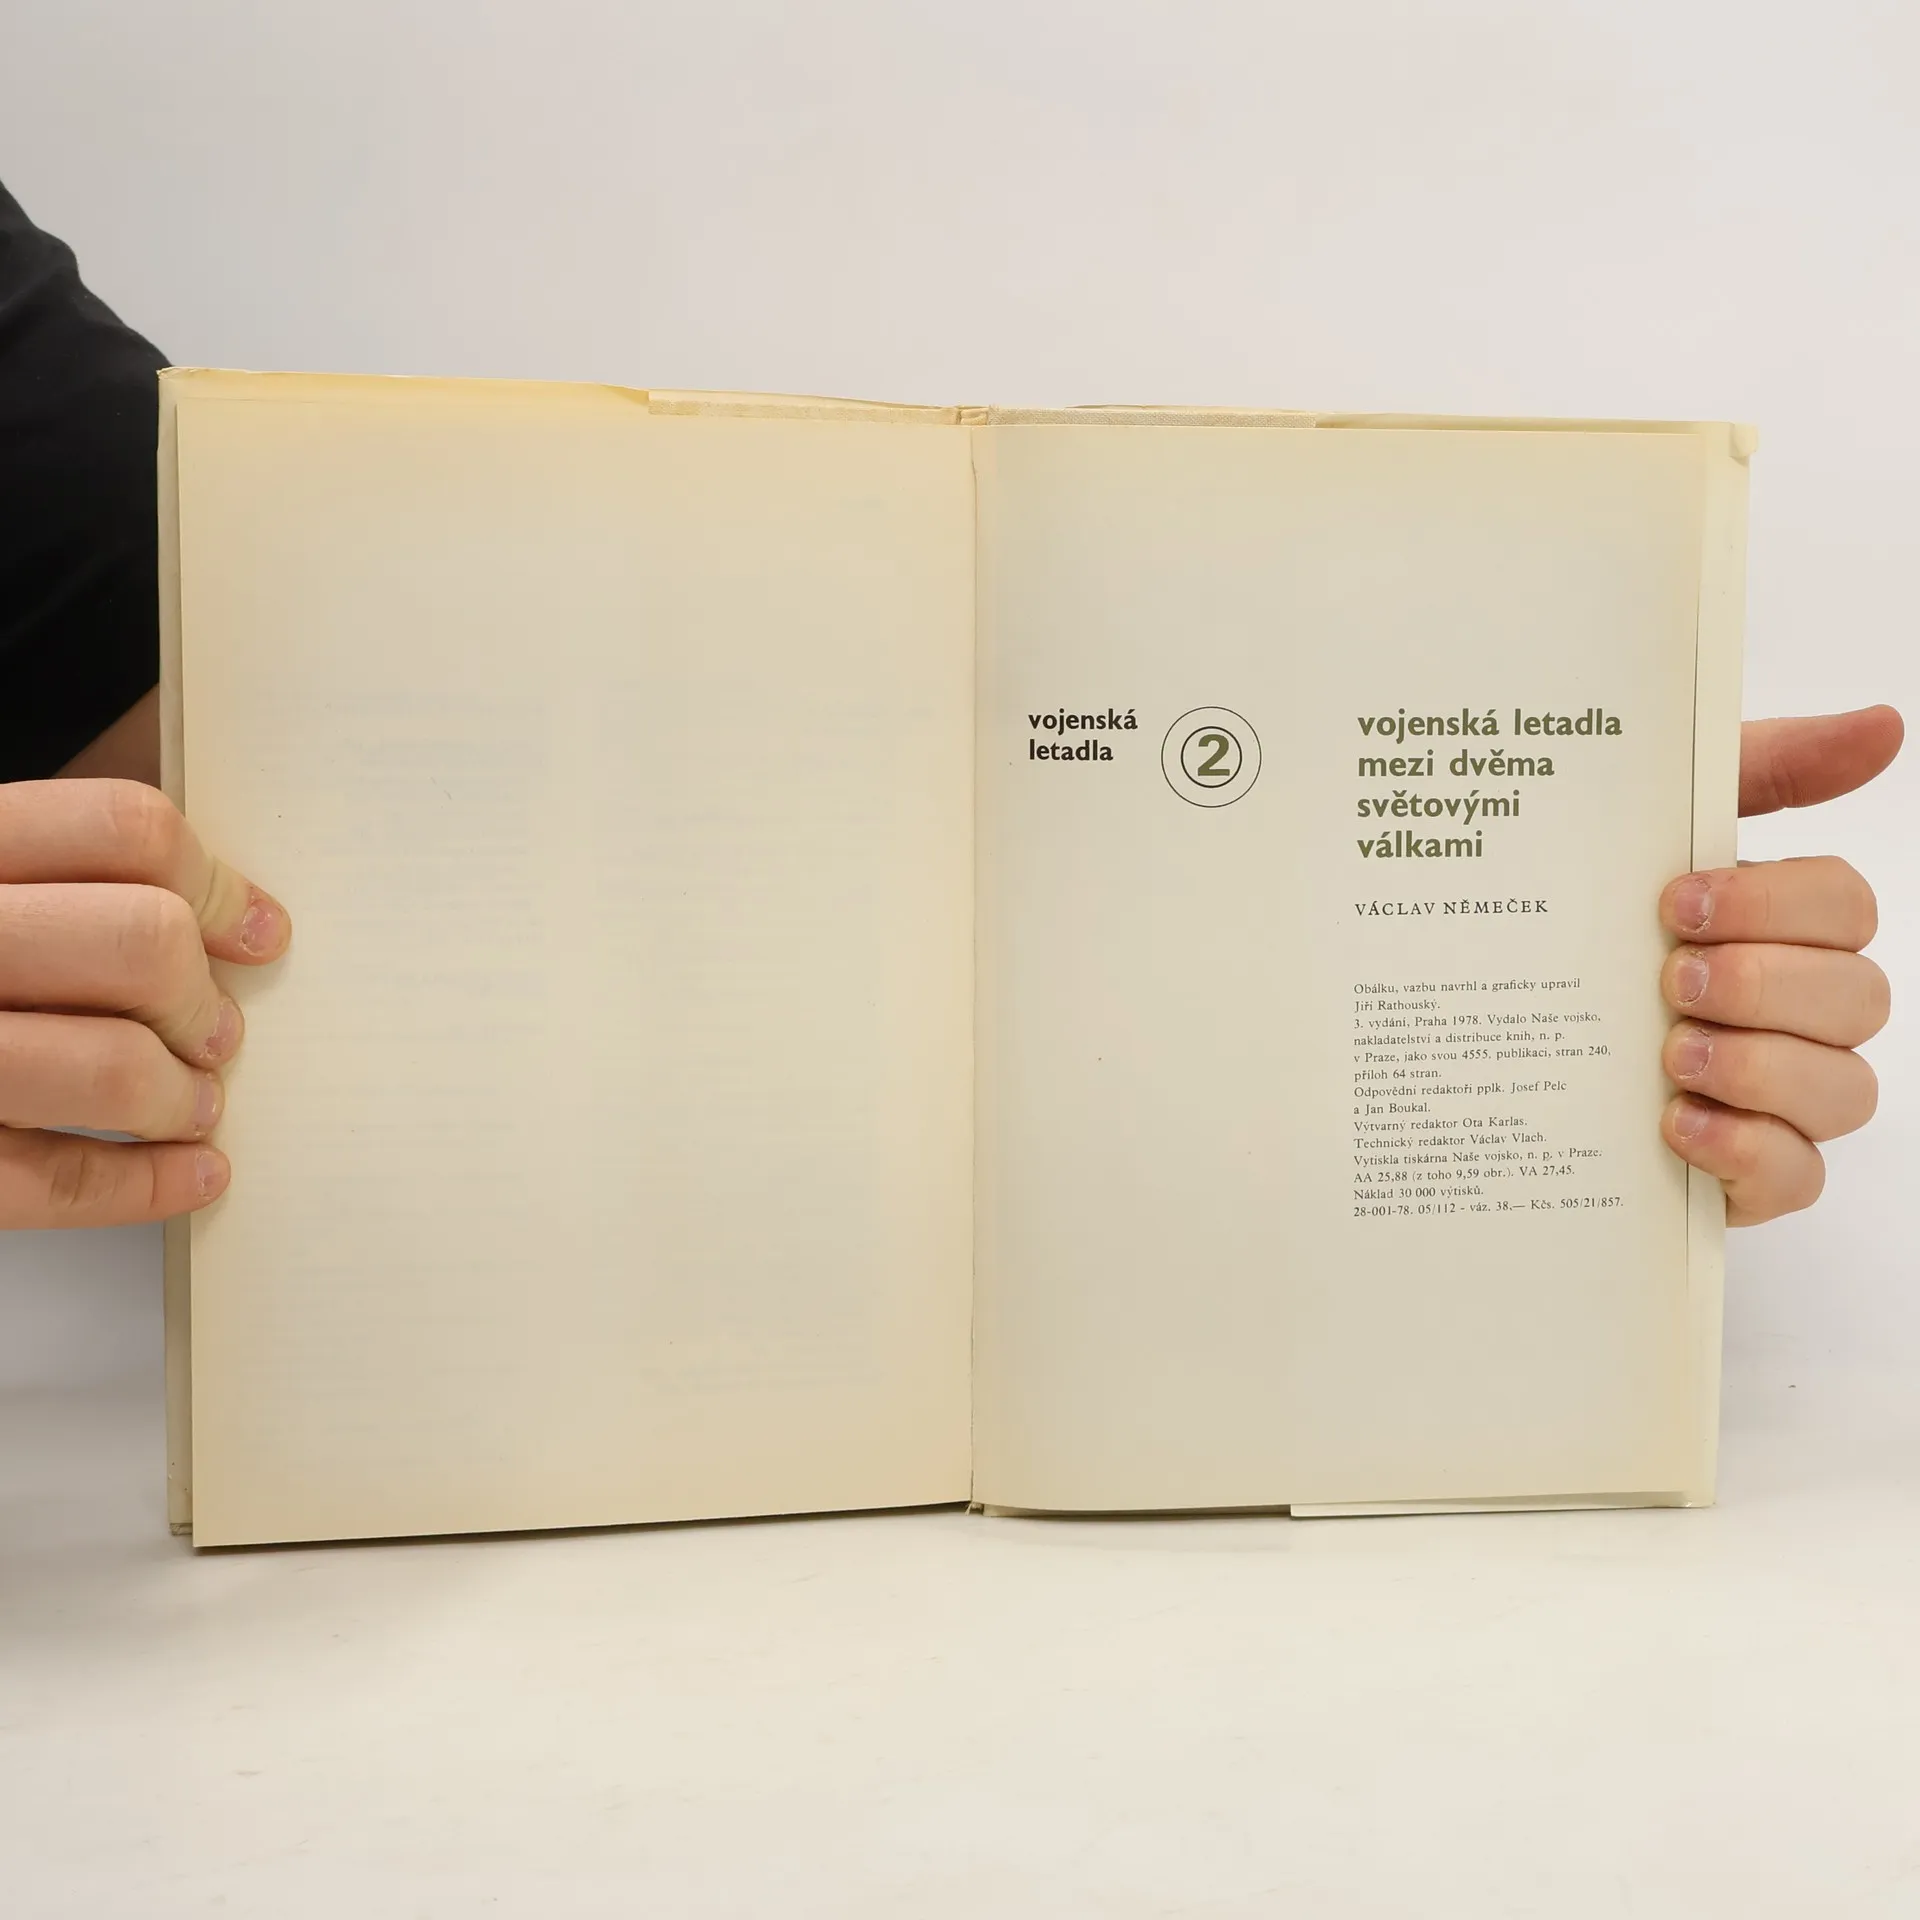 vojenská
letadla
2
vojenská letadla
mezi dvěma
světovými
válkami
VÁCLAV NĚMEČEK
Obálku, vazbu navrhl a graficky upravil
Jiří Rathouský.
3. vydání, Praha 1978. Vydalo Naše vojsko,
nakladatelství a distribuce knih, n. p.
v Praze, jako svou 4555. publikaci, stran 240,
příloh 64 stran.
Odpovědní redaktoři pplk. Josef Pelc
a Jan Boukal.
Výtvarný redaktor Ota Karlas.
Technický redaktor Václav Vlach.
Vytiskla tiskárna Naše vojsko, n. p. v Praze.
AA 25,88 (z toho 9,59 obr.). VA 27,45.
Náklad 30 000 výtisků.
28-001-78. 05/112 - váz. 38,— Kčs. 505/21/857.